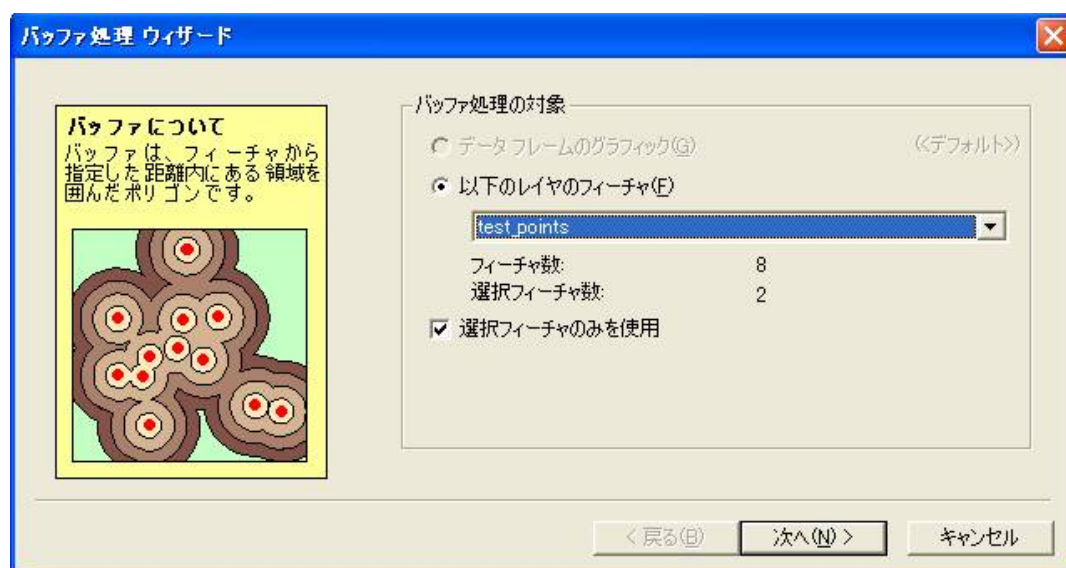 バッファ処理 ウィザード
バッファについて
バッファは、フィーチャから
指定した距離内にある領域を
囲んだポリゴンです。
バッファ処理の対象
データ フレームのグラフィック(G)
(<デフォルト>)
以下のレイヤのフィーチャ(F)
test_points
フィーチャ数: 8
選択フィーチャ数: 2
選択フィーチャのみを使用
< 戻る(B)
次へ(N) >
キャンセル